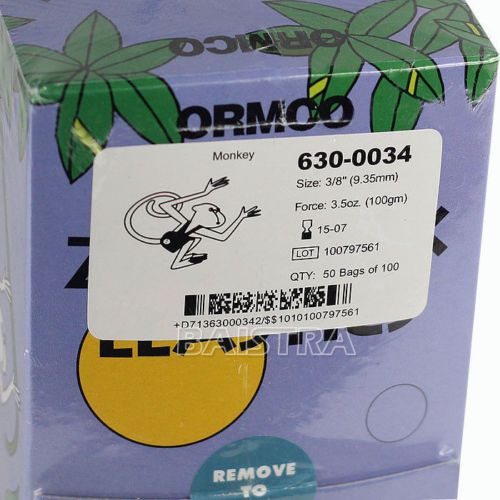 ORMCO
ORMCO
Monkey
630-0034
Size: 3/8" (9.35mm)
Force: 3.5oz. (100gm)
15-07
LOT 100797561
QTY: 50 Bags of 100
+D71363000342/$$1010100797561
BAISTRA
REMOVE
TO